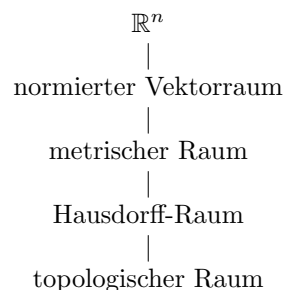 ℝⁿ
normierter Vektorraum
metrischer Raum
Hausdorff-Raum
topologischer Raum